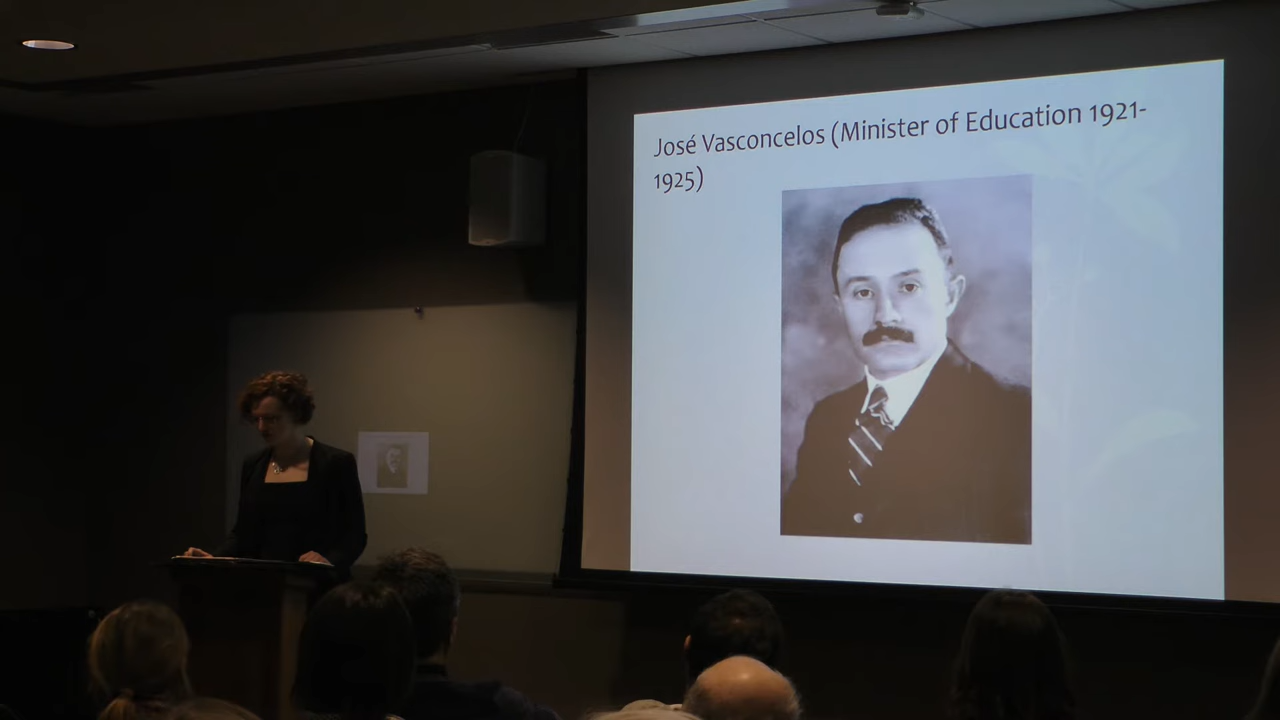 José Vasconcelos (Minister of Education 1921-
1925)